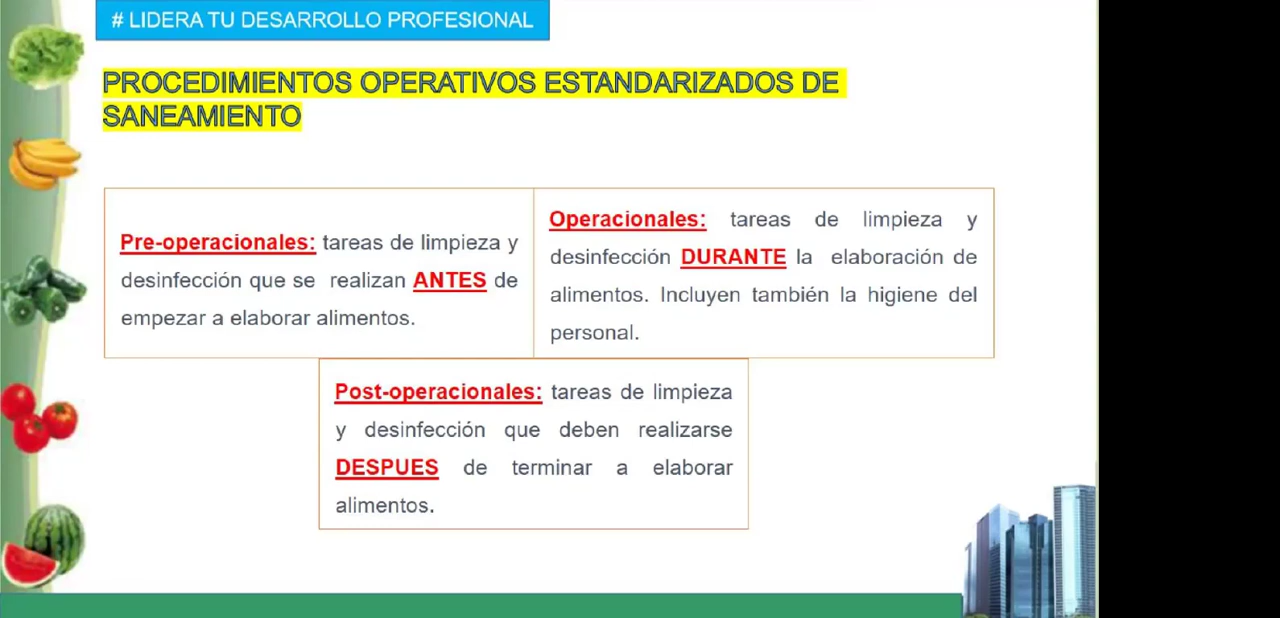 # LIDERA TU DESARROLLO PROFESIONAL
PROCEDIMIENTOS OPERATIVOS ESTANDARIZADOS DE
SANEAMIENTO
Pre-operacionales: tareas de limpieza y
desinfección que se realizan ANTES de
empezar a elaborar alimentos.
Operacionales: tareas de limpieza y
desinfección DURANTE la elaboración de
alimentos. Incluyen también la higiene del
personal.
Post-operacionales: tareas de limpieza
y desinfección que deben realizarse
DESPUES de terminar a elaborar
alimentos.